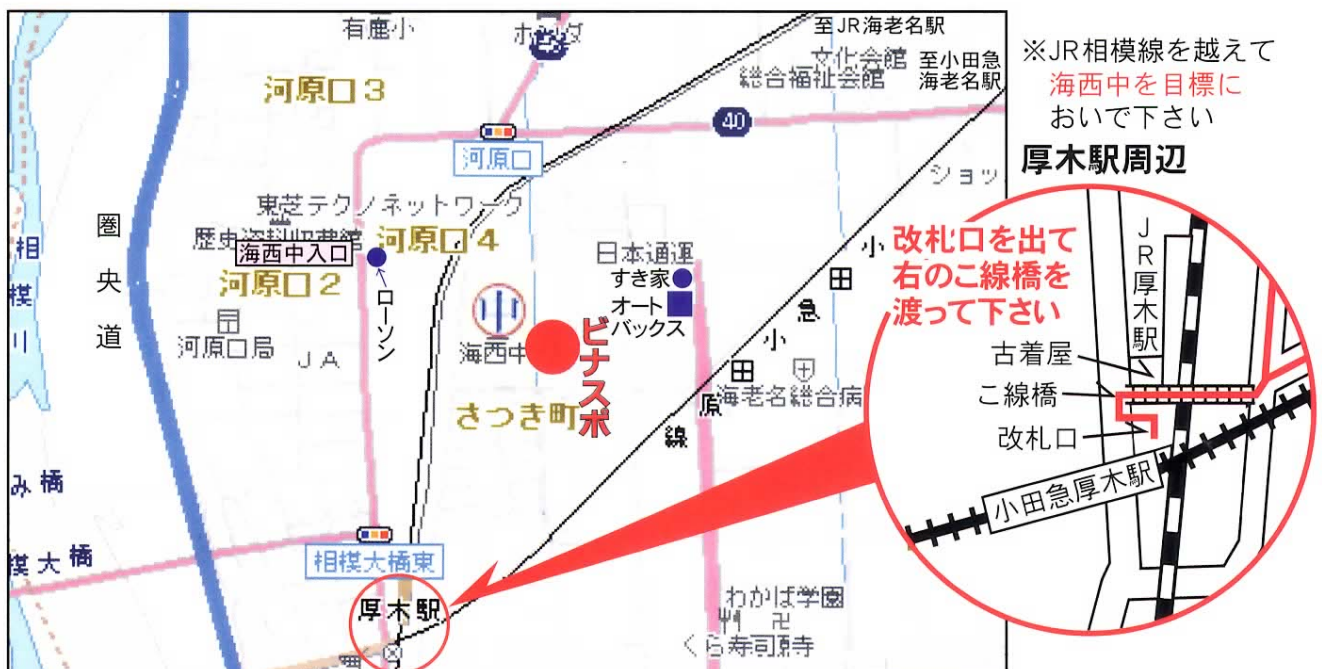 有鹿小
ホンダ
至JR海老名駅
文化会館
総合福祉会館
至小田急
海老名駅
河原口3
40
河原口
ショッ
東芝テクノネットワーク
海西中入口
河原口4
河原口2
ローソン
圏央道
相模川
河原口局
JA
海西中
ビナスポ
さつき町
日本通運
すき家
オート
バックス
小田急小田原線
海老名総合病
み橋
模大橋
相模大橋東
厚木駅
わかば学園
くら寿司
※JR相模線を越えて
海西中を目標に
おいで下さい
厚木駅周辺
改札口を出て
右のこ線橋を
渡って下さい
JR厚木駅
古着屋
こ線橋
改札口
小田急厚木駅